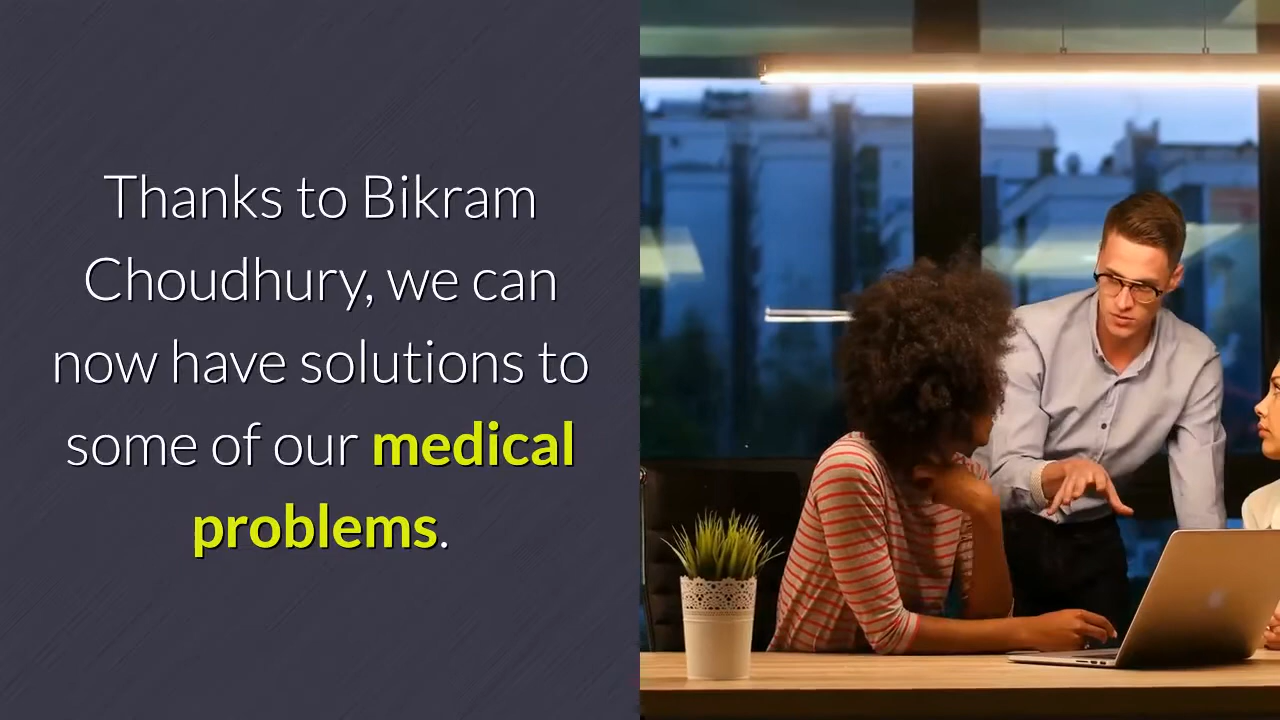 Thanks to Bikram
Choudhury, we can
now have solutions to
some of our medical
problems.